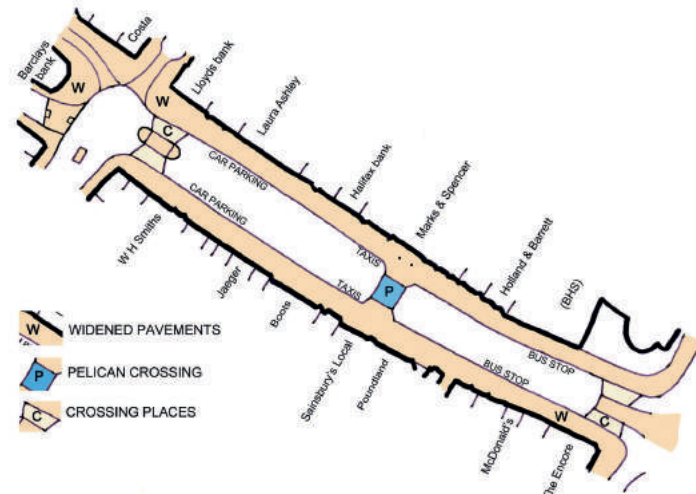 Costa
Barclays
bank
W
W
Lloyds bank
C
Laura Ashley
CAR PARKING
Halifax bank
CAR PARKING
Marks & Spencer
W H Smiths
TAXIS
Holland & Barrett
Jaeger
TAXIS
P
(BHS)
Boots
Sainsbury's Local
Poundland
BUS STOP
BUS STOP
W
C
McDonald's
The Encore
W WIDENED PAVEMENTS
P PELICAN CROSSING
C CROSSING PLACES